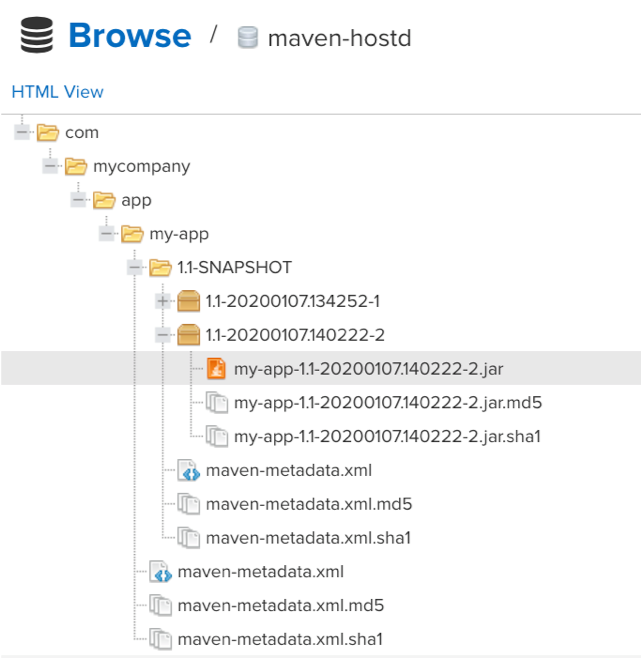 Browse / maven-hostd
HTML View
com
mycompany
app
my-app
1.1-SNAPSHOT
1.1-20200107.134252-1
1.1-20200107.140222-2
my-app-1.1-20200107.140222-2.jar
my-app-1.1-20200107.140222-2.jar.md5
my-app-1.1-20200107.140222-2.jar.sha1
maven-metadata.xml
maven-metadata.xml.md5
maven-metadata.xml.sha1
maven-metadata.xml
maven-metadata.xml.md5
maven-metadata.xml.sha1